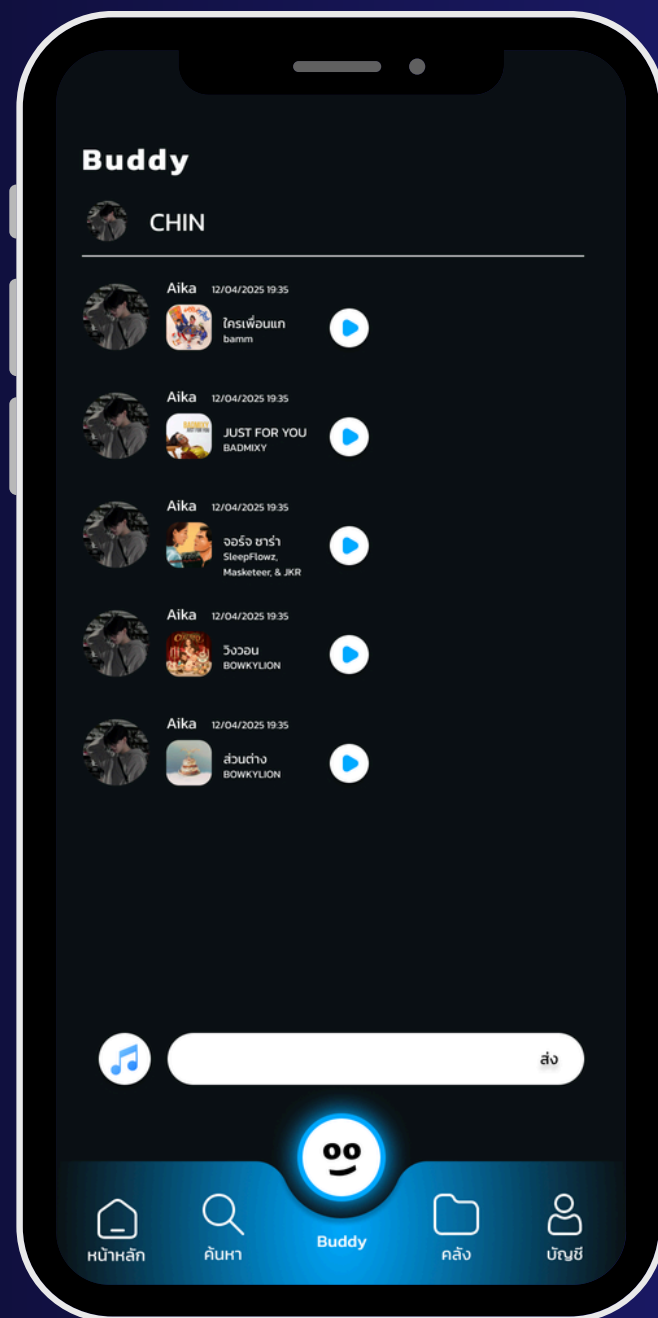 Buddy
CHIN
Aika 12/04/2025 19:35
ใครเพื่อนแก
bamm
Aika 12/04/2025 19:35
JUST FOR YOU
BADMIXY
Aika 12/04/2025 19:35
จอร์จ ซาร่า
SleepFlowz,
Masketeer, & JKR
Aika 12/04/2025 19:35
วิงวอน
BOWKYLION
Aika 12/04/2025 19:35
ส่วนต่าง
BOWKYLION
ส่ง
หน้าหลัก ค้นหา Buddy คลัง บัญชี